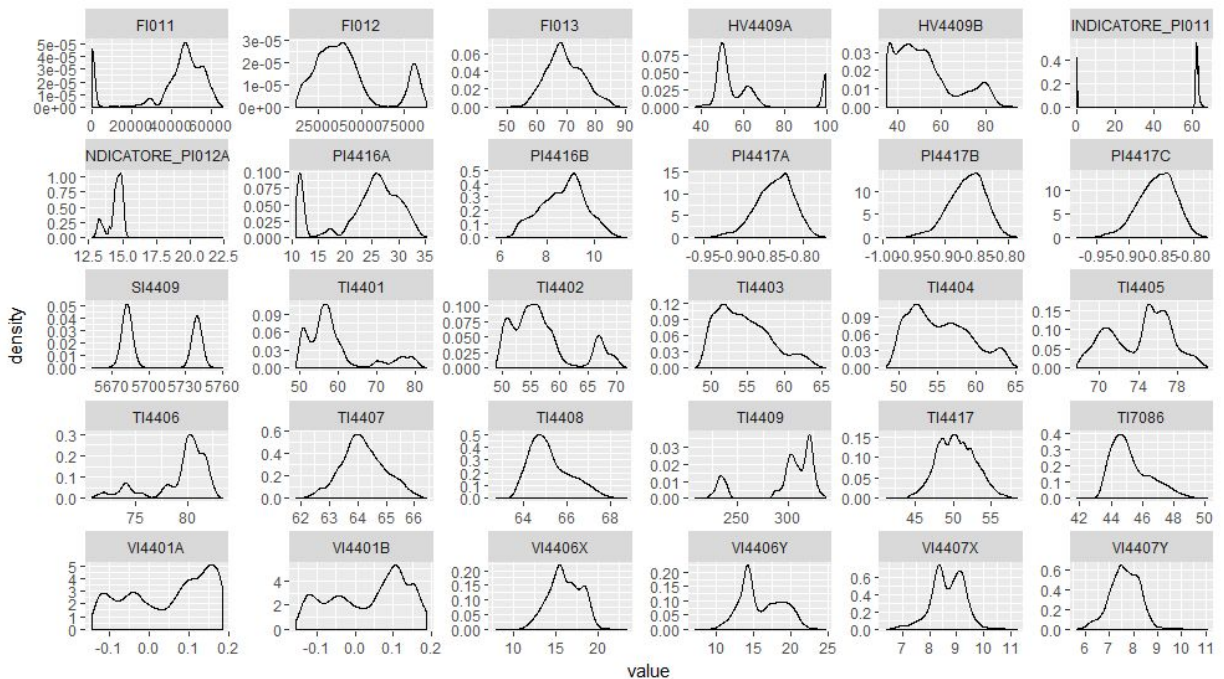 FI011 FI012 FI013 HV4409A HV4409B INDICATORE_PI011
5e-05 4e-05 3e-05 2e-05 1e-05 0e+00
3e-05 2e-05 1e-05 0e+00
0.06 0.04 0.02 0.00
0.075 0.050 0.025 0.000
0.03 0.02 0.01 0.00
0.4 0.2 0.0
0 200000 400000 600000
25000 50000 75000
50 60 70 80 90
40 60 80 100
40 60 80
0 20 40 60
NDICATORE_PI012A PI4416A PI4416B PI4417A PI4417B PI4417C
1.00 0.75 0.50 0.25 0.00
0.100 0.075 0.050 0.025 0.000
0.5 0.4 0.3 0.2 0.1 0.0
15 10 5 0
10 5 0
10 5 0
12.5 15.0 17.5 20.0 22.5
10 15 20 25 30 35
6 8 10
-0.95 -0.90 -0.85 -0.80
-1.00 -0.95 -0.90 -0.85 -0.80
-0.95 -0.90 -0.85 -0.80
SI4409 TI4401 TI4402 TI4403 TI4404 TI4405
0.05 0.04 0.03 0.02 0.01 0.00
0.09 0.06 0.03 0.00
0.100 0.075 0.050 0.025 0.000
0.12 0.09 0.06 0.03 0.00
0.09 0.06 0.03 0.00
0.15 0.10 0.05 0.00
56700 57000 57300 57600
50 60 70 80
50 55 60 65 70
50 55 60 65
50 55 60 65
70 74 78
density
TI4406 TI4407 TI4408 TI4409 TI4417 TI7086
0.3 0.2 0.1 0.0
0.6 0.4 0.2 0.0
0.5 0.4 0.3 0.2 0.1 0.0
0.03 0.02 0.01 0.00
0.15 0.10 0.05 0.00
0.4 0.3 0.2 0.1 0.0
75 80
62 63 64 65 66
64 66 68
250 300
45 50 55
42 44 46 48 50
VI4401A VI4401B VI4406X VI4406Y VI4407X VI4407Y
5 4 3 2 1 0
4 2 0
0.20 0.15 0.10 0.05 0.00
0.20 0.15 0.10 0.05 0.00
0.6 0.4 0.2 0.0
0.6 0.4 0.2 0.0
-0.1 0.0 0.1 0.2
-0.1 0.0 0.1 0.2
10 15 20
10 15 20 25
7 8 9 10 11
6 7 8 9 10 11
value